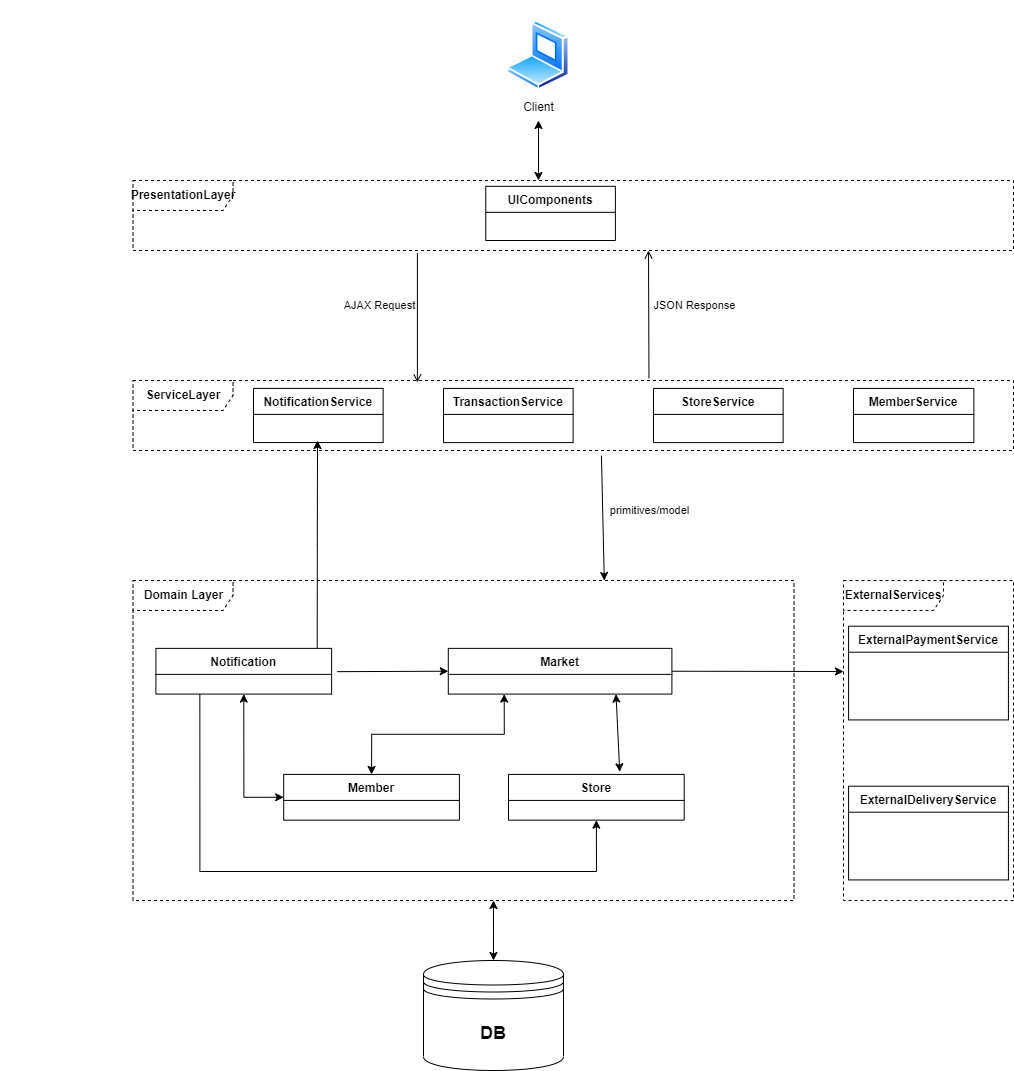 Client
PresentationLayer
UIComponents
AJAX Request
JSON Response
ServiceLayer
NotificationService
TransactionService
StoreService
MemberService
primitives/model
Domain Layer
ExternalServices
ExternalPaymentService
Notification
Market
Member
Store
ExternalDeliveryService
DB